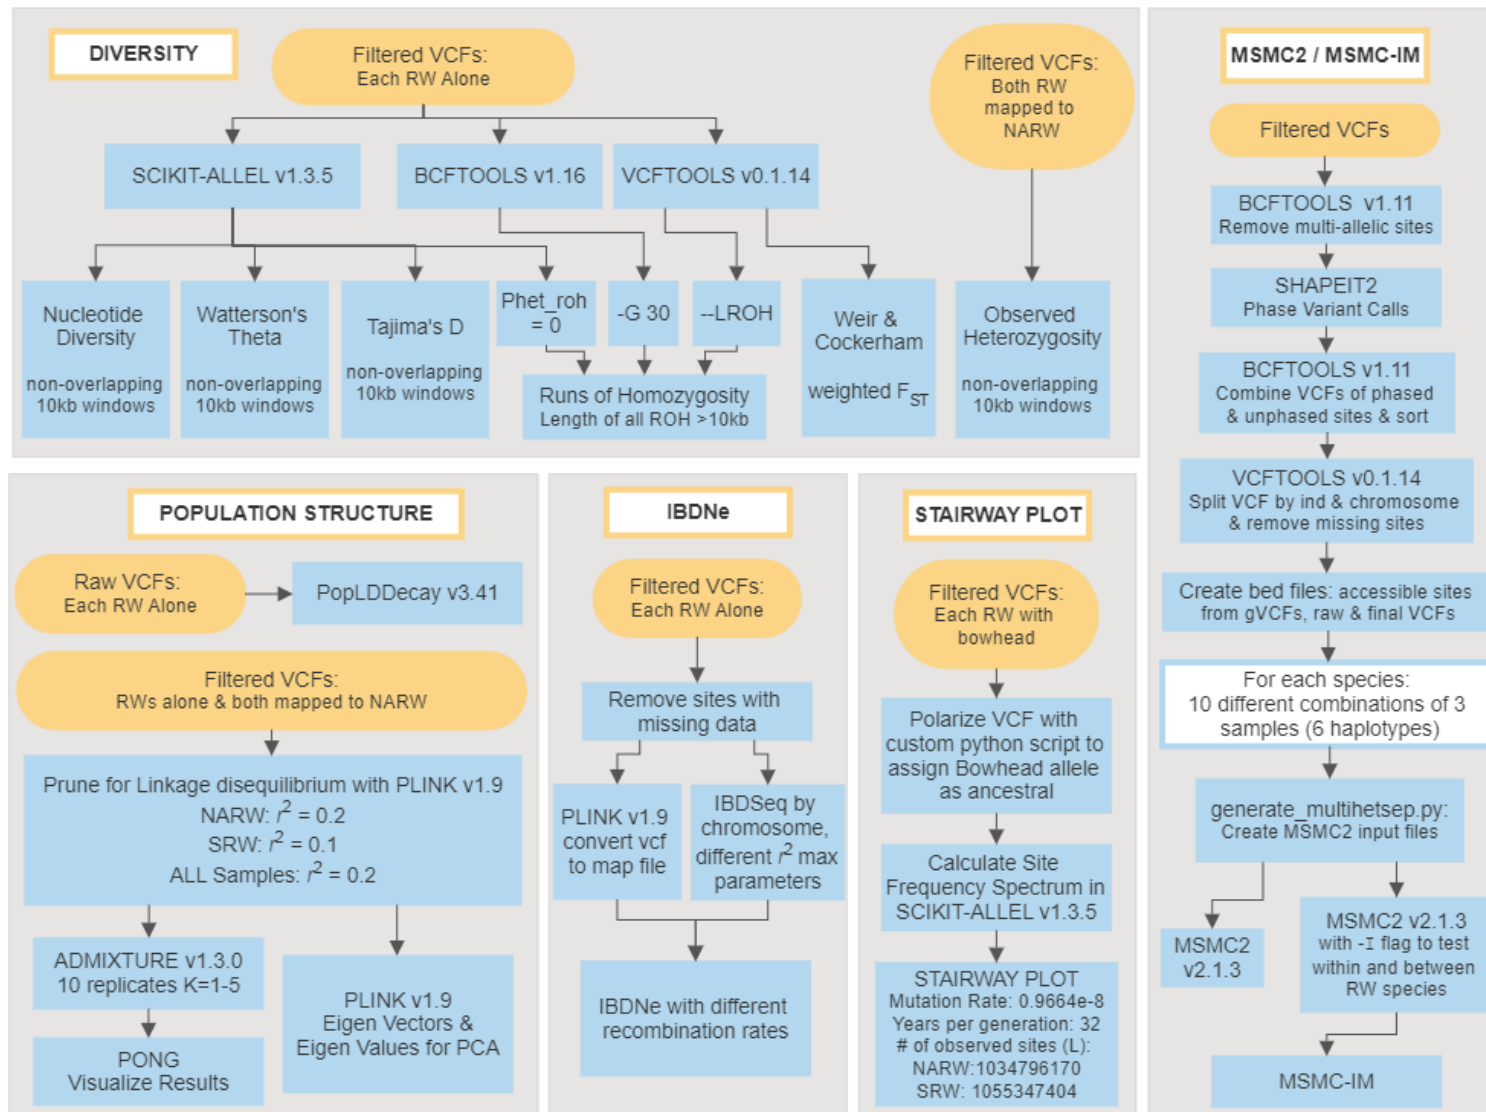 DIVERSITY
Filtered VCFs:
Each RW Alone
Filtered VCFs:
Both RW
mapped to
NARW
SCIKIT-ALLEL v1.3.5
BCFTOOLS v1.16
VCFTOOLS v0.1.14
Nucleotide
Diversity
non-overlapping
10kb windows
Watterson's
Theta
non-overlapping
10kb windows
Tajima's D
non-overlapping
10kb windows
Phet_roh
= 0
-G 30
--LROH
Runs of Homozygosity
Length of all ROH >10kb
Weir &
Cockerham
weighted F_ST
Observed
Heterozygosity
non-overlapping
10kb windows
MSMC2 / MSMC-IM
Filtered VCFs
BCFTOOLS v1.11
Remove multi-allelic sites
SHAPEIT2
Phase Variant Calls
BCFTOOLS v1.11
Combine VCFs of phased
& unphased sites & sort
VCFTOOLS v0.1.14
Split VCF by ind & chromosome
& remove missing sites
Create bed files: accessible sites
from gVCFs, raw & final VCFs
For each species:
10 different combinations of 3
samples (6 haplotypes)
generate_multihetsep.py:
Create MSMC2 input files
MSMC2
v2.1.3
MSMC2 v2.1.3
with -I flag to test
within and between
RW species
MSMC-IM
POPULATION STRUCTURE
Raw VCFs:
Each RW Alone
PopLDDecay v3.41
Filtered VCFs:
RWs alone & both mapped to NARW
Prune for Linkage disequilibrium with PLINK v1.9
NARW: r² = 0.2
SRW: r² = 0.1
ALL Samples: r² = 0.2
ADMIXTURE v1.3.0
10 replicates K=1-5
PONG
Visualize Results
PLINK v1.9
Eigen Vectors &
Eigen Values for PCA
IBDNe
Filtered VCFs:
Each RW Alone
Remove sites with
missing data
PLINK v1.9
convert vcf
to map file
IBDSeq by
chromosome,
different r² max
parameters
IBDNe with different
recombination rates
STAIRWAY PLOT
Filtered VCFs:
Each RW with
bowhead
Polarize VCF with
custom python script to
assign Bowhead allele
as ancestral
Calculate Site
Frequency Spectrum in
SCIKIT-ALLEL v1.3.5
STAIRWAY PLOT
Mutation Rate: 0.9664e-8
Years per generation: 32
# of observed sites (L):
NARW:1034796170
SRW: 1055347404